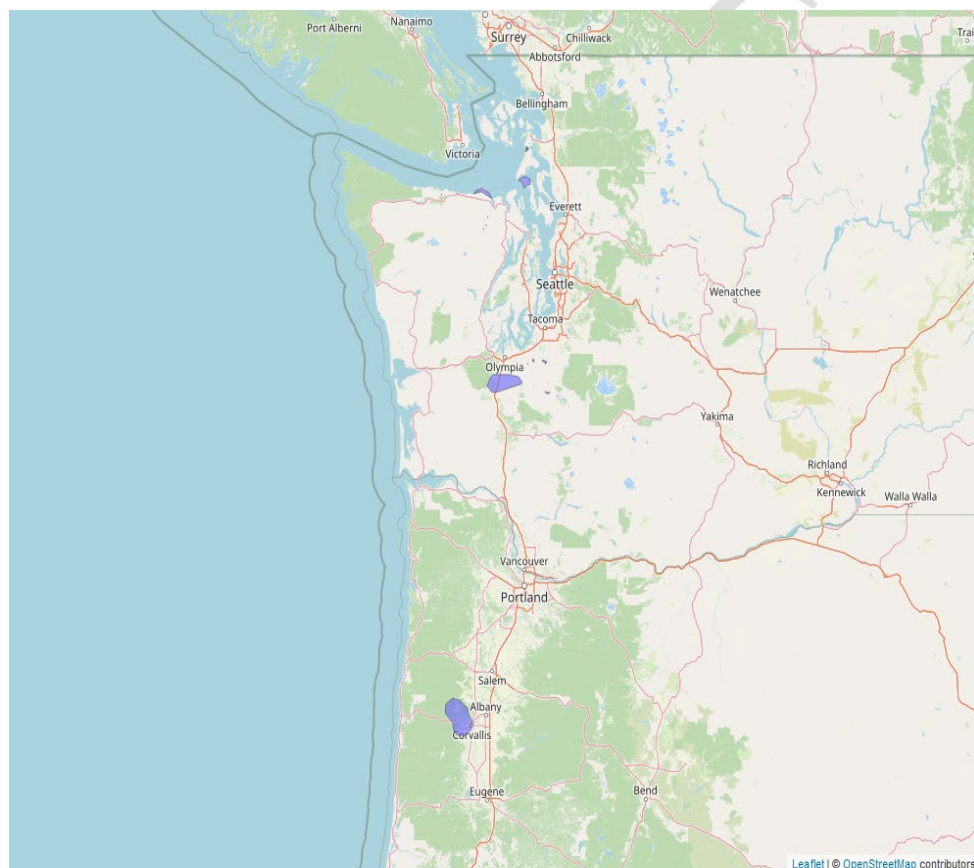 Nanaimo
Port Alberni
Surrey
Chilliwack
Trai
Abbotsford
Bellingham
Victoria
Everett
Seattle
Wenatchee
Tacoma
Olympia
Yakima
Richland
Kennewick
Walla Walla
Vancouver
Portland
Salem
Albany
Corvallis
Eugene
Bend
Leaflet | © OpenStreetMap contributors